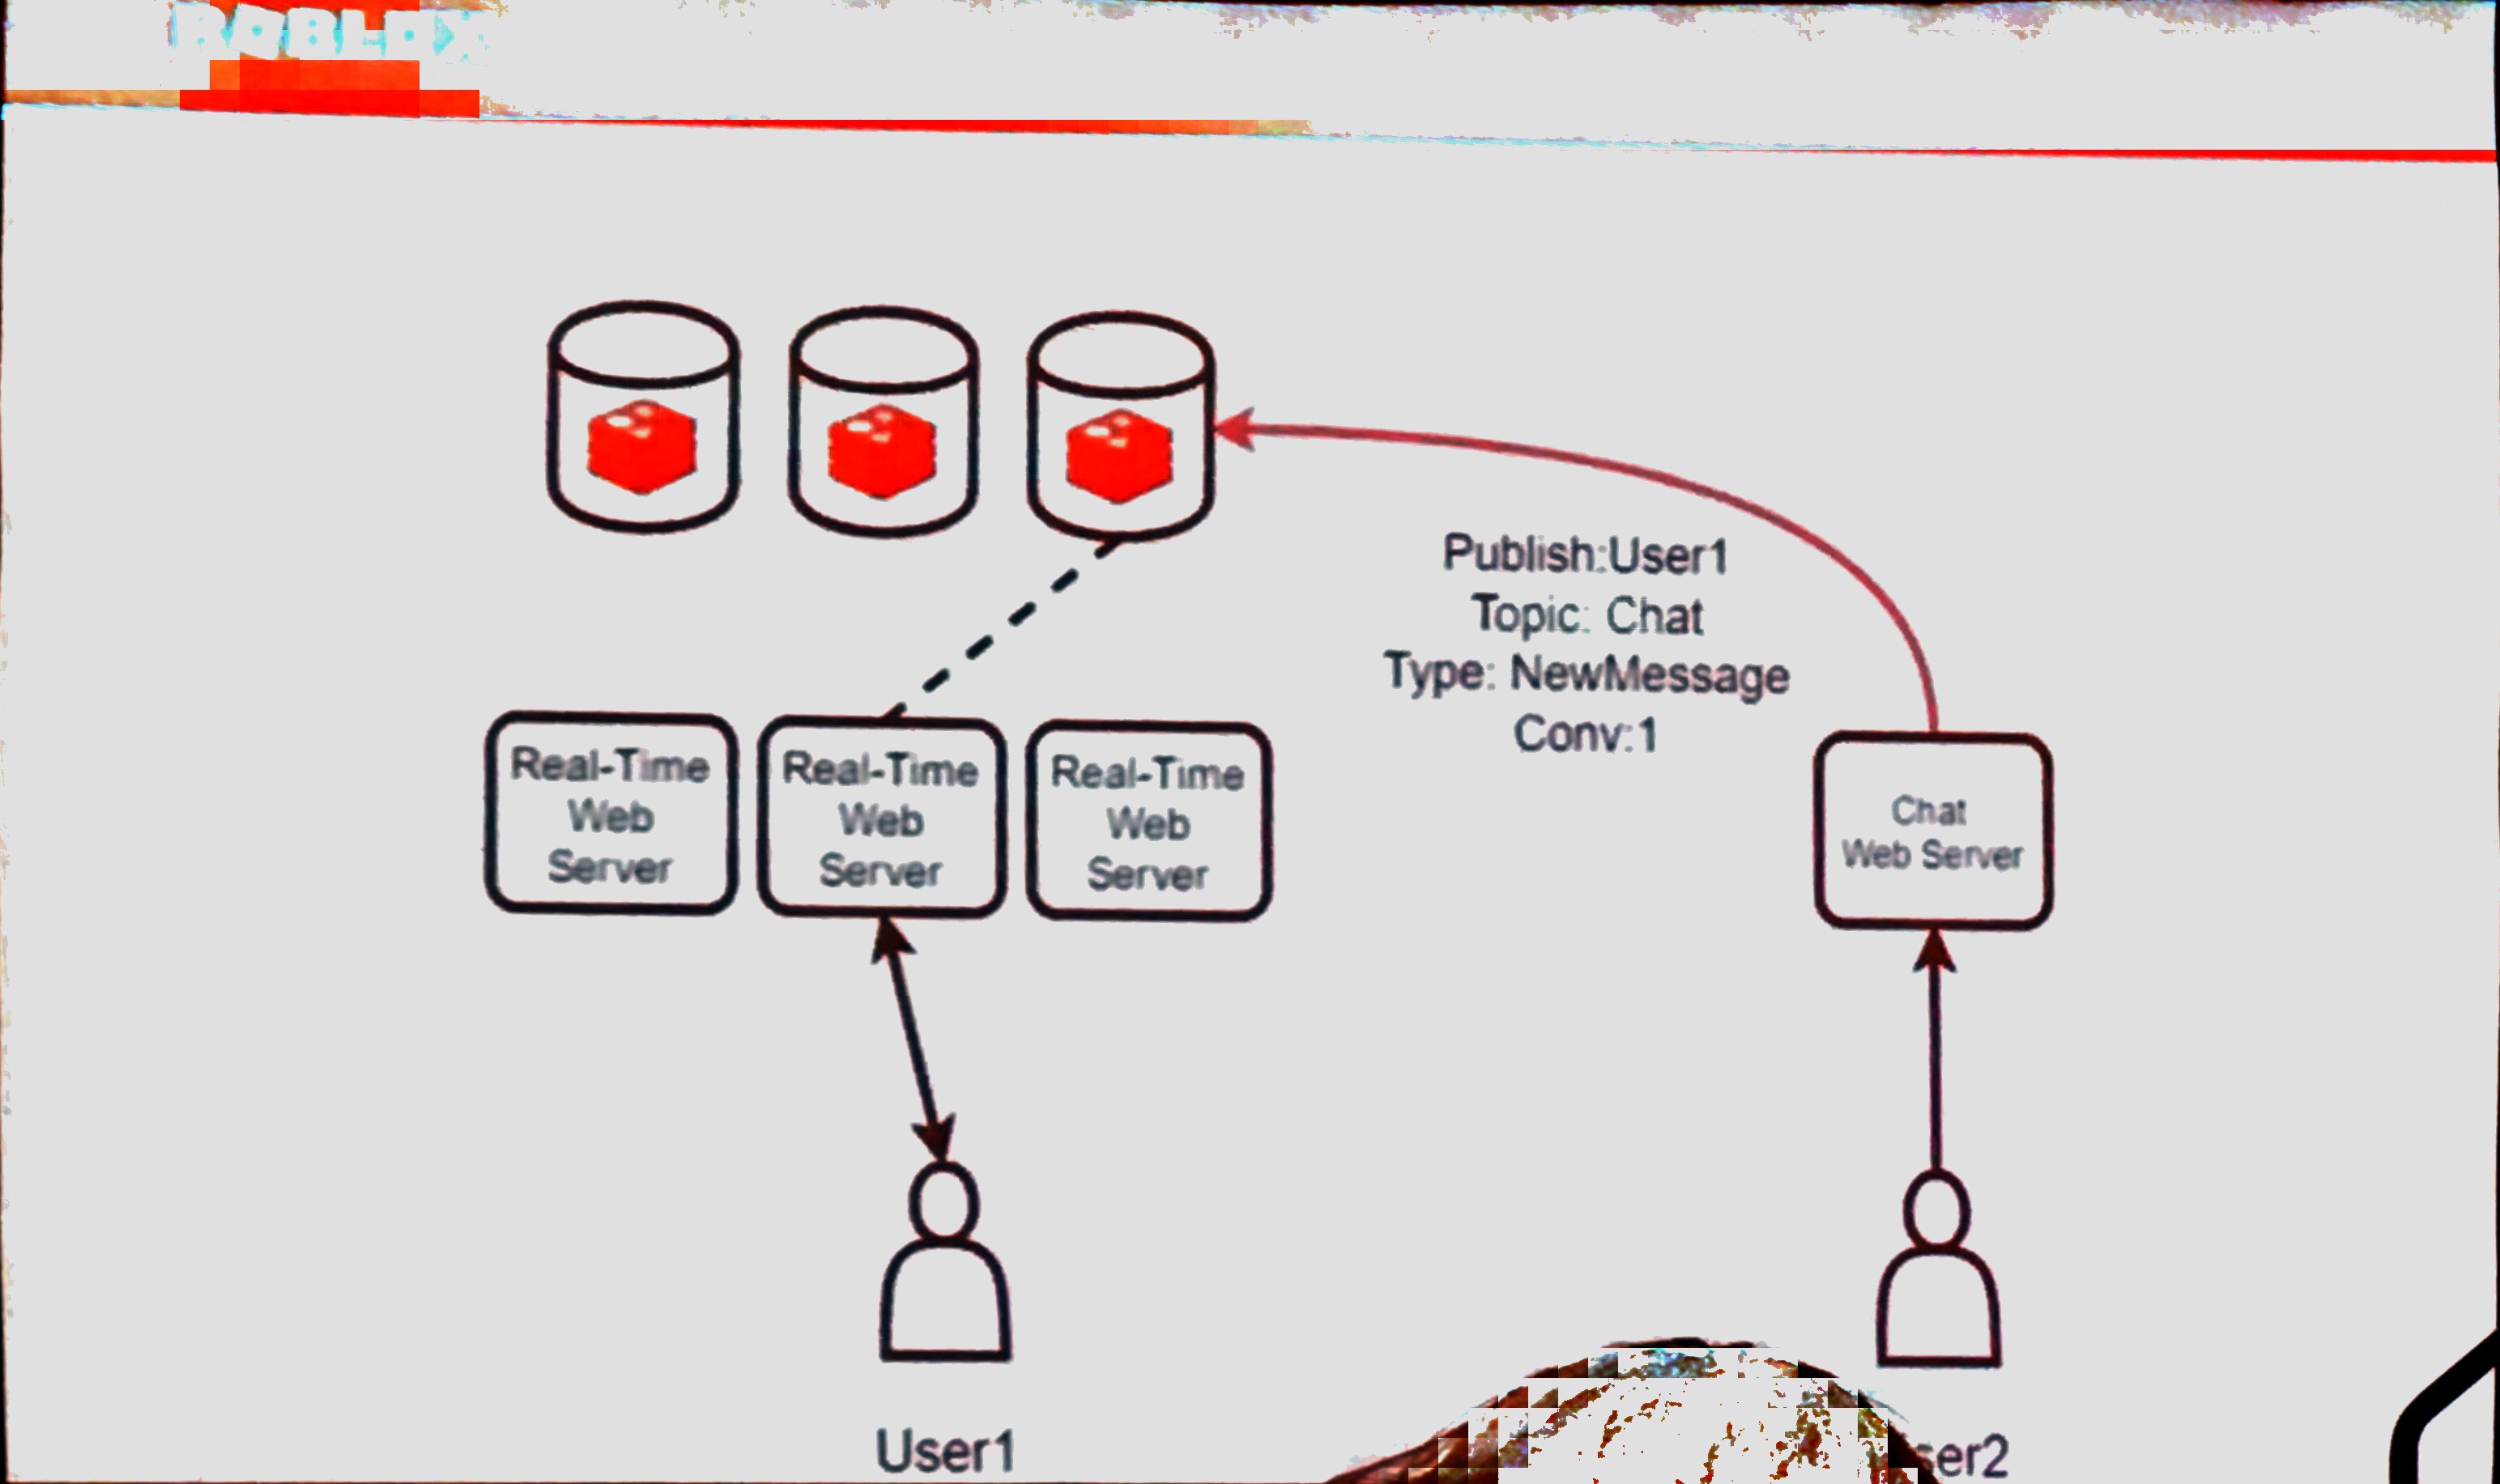 ROBLOX
Publish:User1
Topic: Chat
Type: NewMessage
Conv:1
Real-Time
Web
Server
Real-Time
Web
Server
Real-Time
Web
Server
Chat
Web Server
User1
ser2